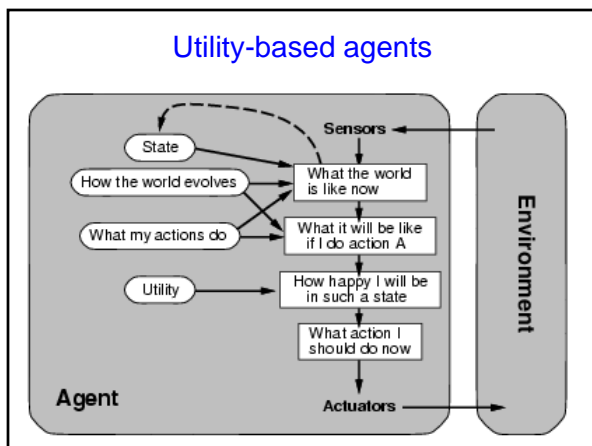 Utility-based agents
Sensors
State
What the world
is like now
How the world evolves
What my actions do
What it will be like
if I do action A
Utility
How happy I will be
in such a state
What action I
should do now
Agent
Actuators
Environment